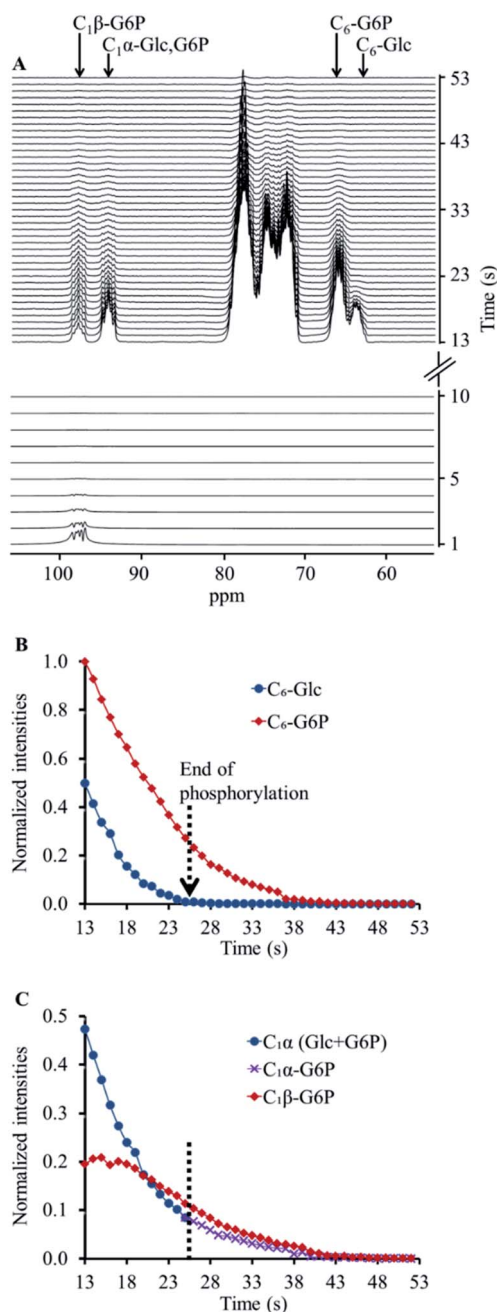 C₁β-G6P C₆-G6P
C₁α-Glc,G6P C₆-Glc
A
53
43
33
23
13
Time (s)
10
5
1
100 90 80 70 60
ppm
B
1.0
0.8
0.6
0.4
0.2
0.0
Normalized intensities
C₆-Glc
C₆-G6P
End of
phosphorylation
13 18 23 28 33 38 43 48 53
Time (s)
C
0.5
0.4
0.3
0.2
0.1
0.0
Normalized intensities
C₁α (Glc+G6P)
C₁α-G6P
C₁β-G6P
13 18 23 28 33 38 43 48 53
Time (s)